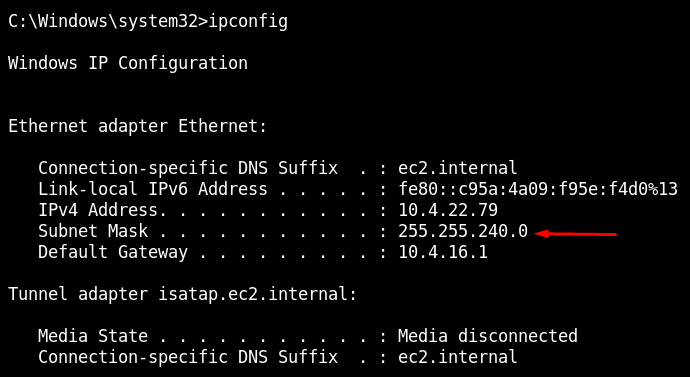 C:\Windows\system32>ipconfig
Windows IP Configuration
Ethernet adapter Ethernet:
Connection-specific DNS Suffix  . : ec2.internal
Link-local IPv6 Address . . . . . : fe80::c95a:4a09:f95e:f4d0%13
IPv4 Address. . . . . . . . . . . : 10.4.22.79
Subnet Mask . . . . . . . . . . . : 255.255.240.0
Default Gateway . . . . . . . . . : 10.4.16.1
Tunnel adapter isatap.ec2.internal:
Media State . . . . . . . . . . . : Media disconnected
Connection-specific DNS Suffix  . : ec2.internal